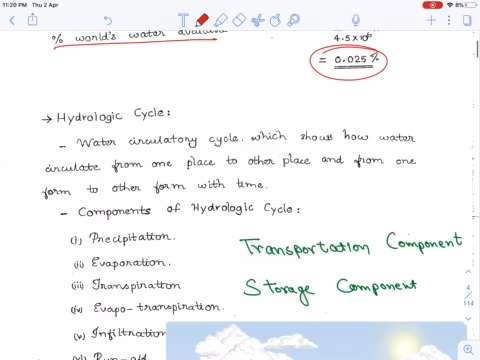 11:20 PM Thu 2 Apr
8%
% world's water available
4.5 x 10⁶
= 0.025 %
→ Hydrologic Cycle:
- Water circulatory cycle. which shows how water
circulate from one place to other place and from one
form to other form with time.
- Components of Hydrologic Cycle:
(i) Precipitation.
(ii) Evaporation.
(iii) Transpiration
(iv) Evapo-transpiration.
(v) Infiltration
Transportation Component
Storage Component
4
/
114